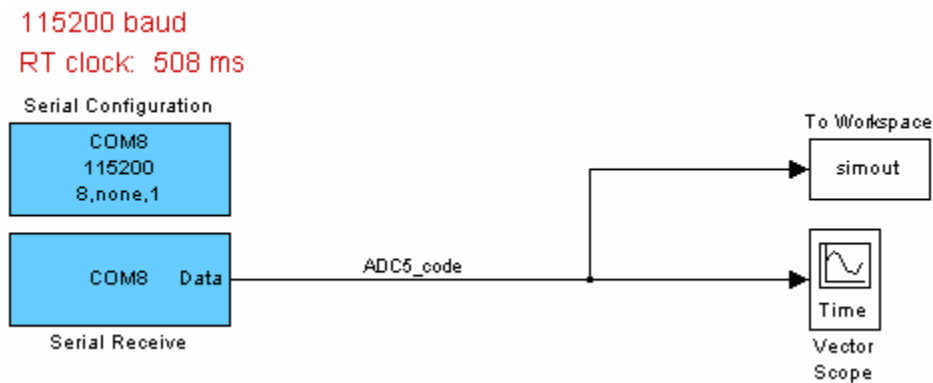 115200 baud
RT clock: 508 ms
Serial Configuration
COM8
115200
8,none,1
To Workspace
simout
COM8 Data
ADC5_code
Time
Serial Receive
Vector
Scope